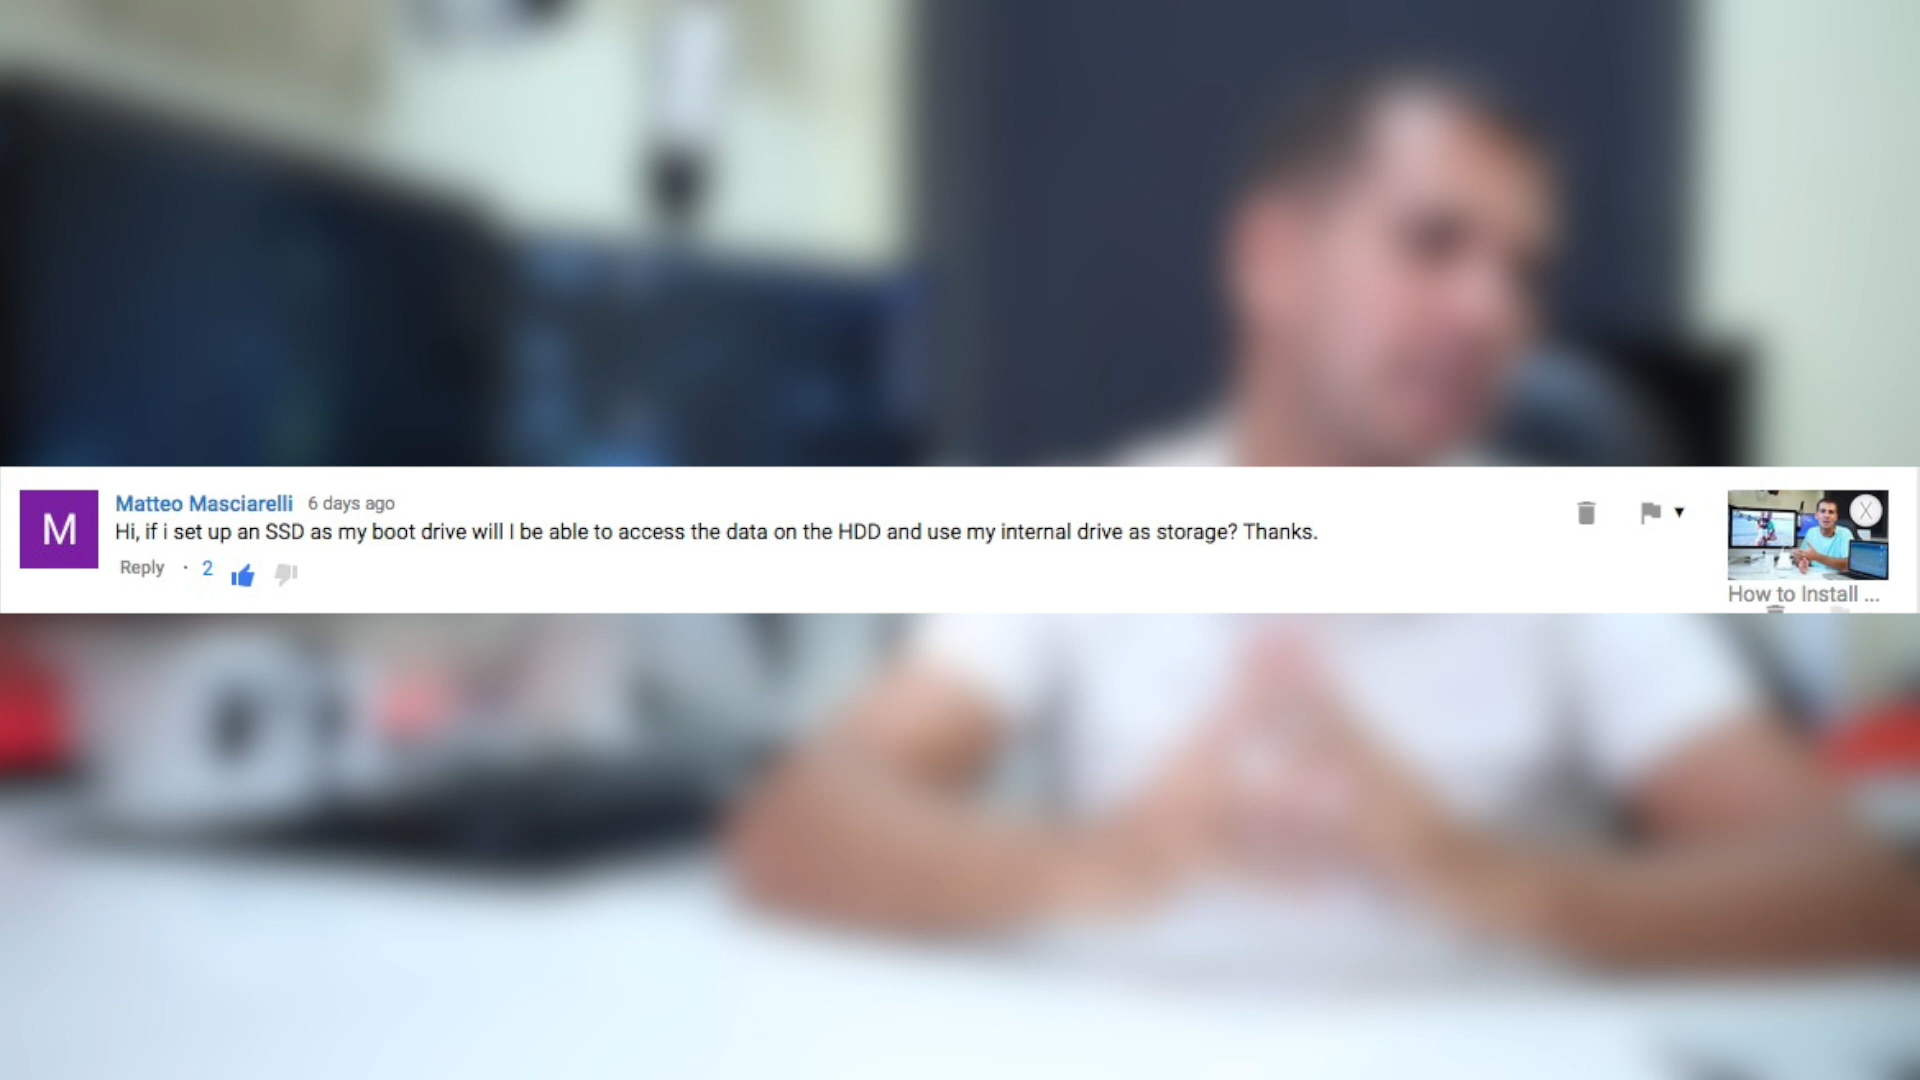 M
Matteo Masciarelli 6 days ago
Hi, if i set up an SSD as my boot drive will I be able to access the data on the HDD and use my internal drive as storage? Thanks.
Reply · 2
X
How to Install ...